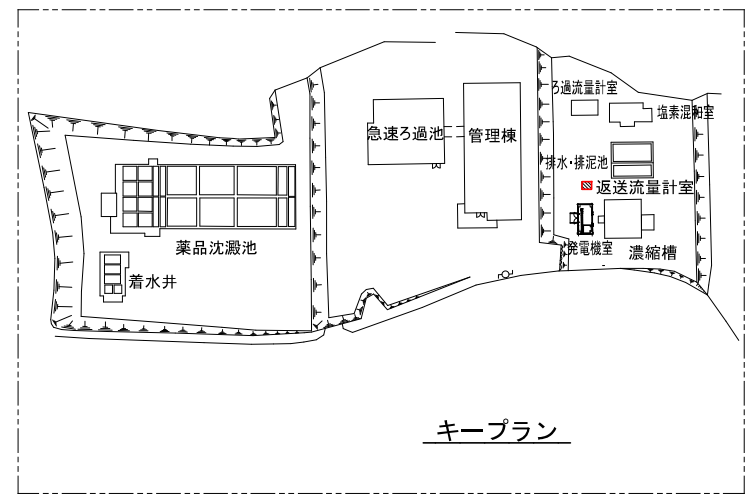 ろ過流量計室
塩素混和室
急速ろ過池
管理棟
排水・排泥池
返送流量計室
薬品沈澱池
発電機室
濃縮槽
着水井
キープラン